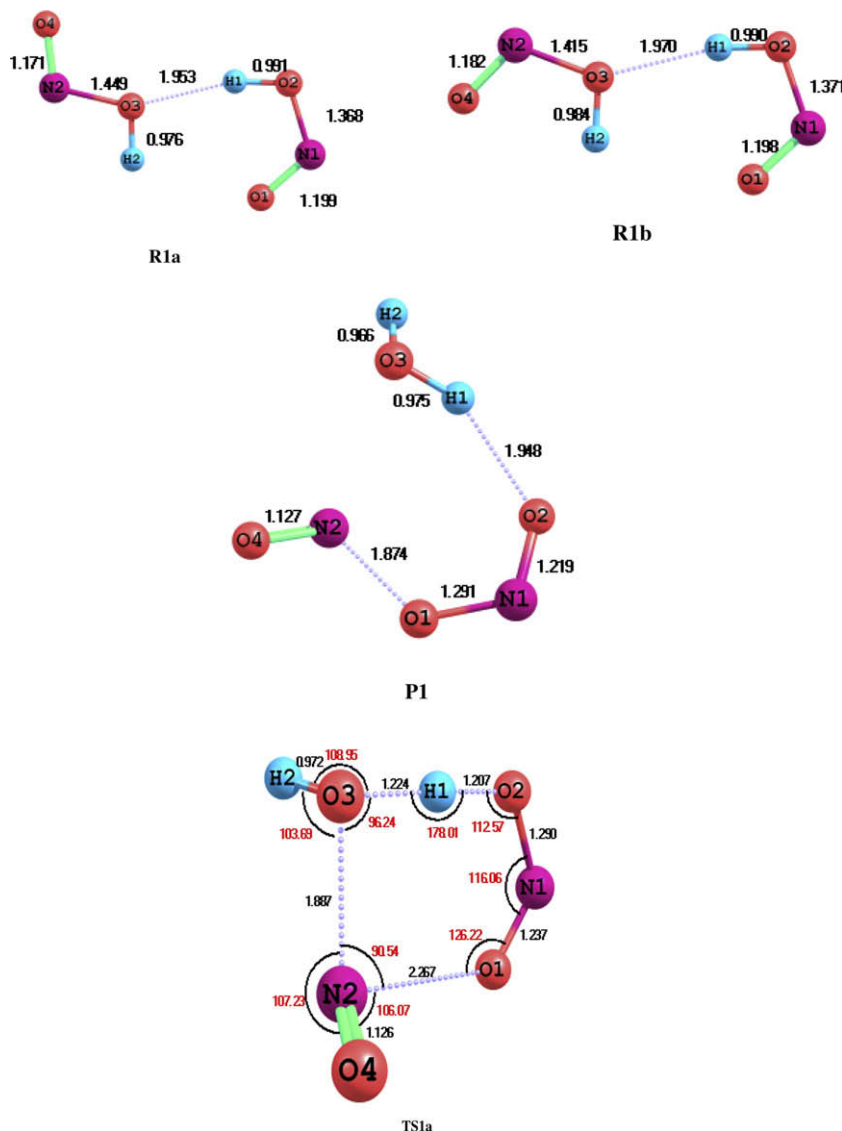 O4
N2
1.171
1.449
1.953
0.991
O3
H1
O2
0.976
1.368
H2
N1
O1
1.199
R1a
N2
1.415
1.970
0.990
1.182
O3
H1
O2
O4
0.984
1.371
H2
N1
1.198
O1
R1b
H2
0.966
O3
0.975
H1
1.948
1.127
N2
O2
O4
1.874
1.219
1.291
N1
O1
P1
0.972
108.95
H2
O3
1.224
H1
1.207
O2
103.69
96.24
178.01
112.57
1.290
116.06
N1
1.887
126.22
1.237
90.54
O1
2.267
107.23
N2
106.07
1.126
O4
TS1a